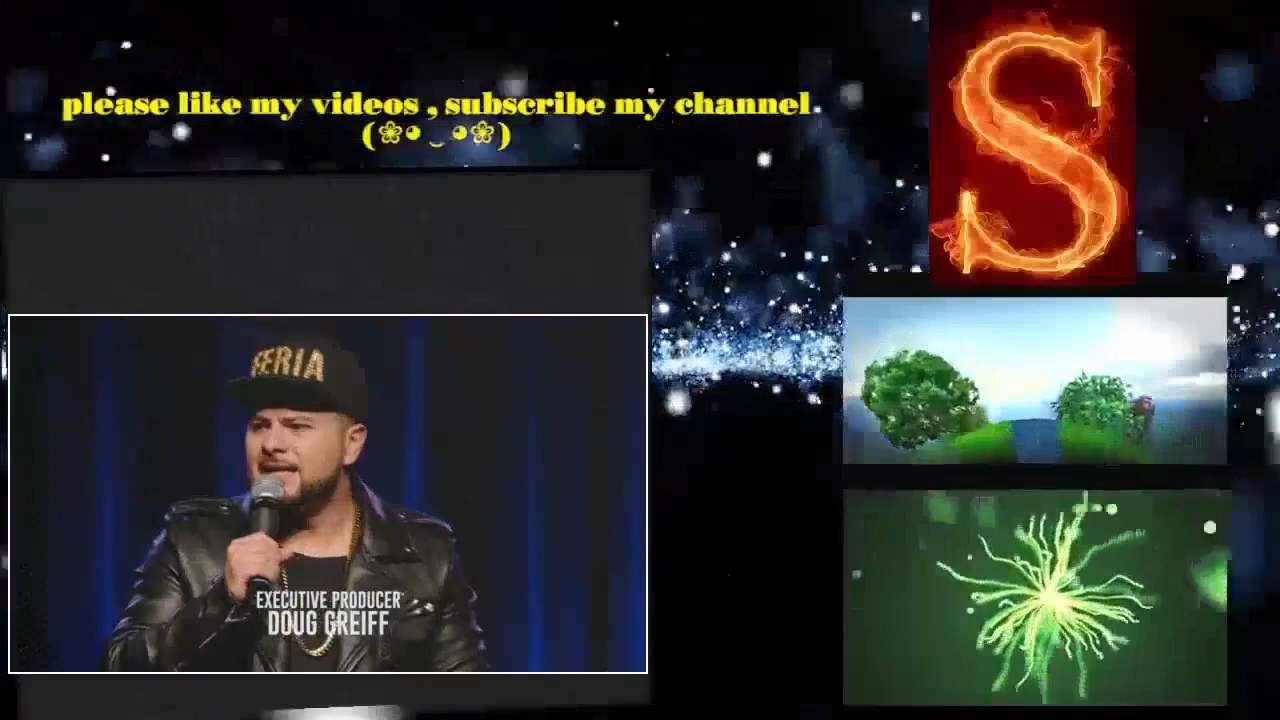 please like my videos , subscribe my channel
(❀◕ ‿ ◕❀)
S
FERIA
EXECUTIVE PRODUCER
DOUG GREIFF